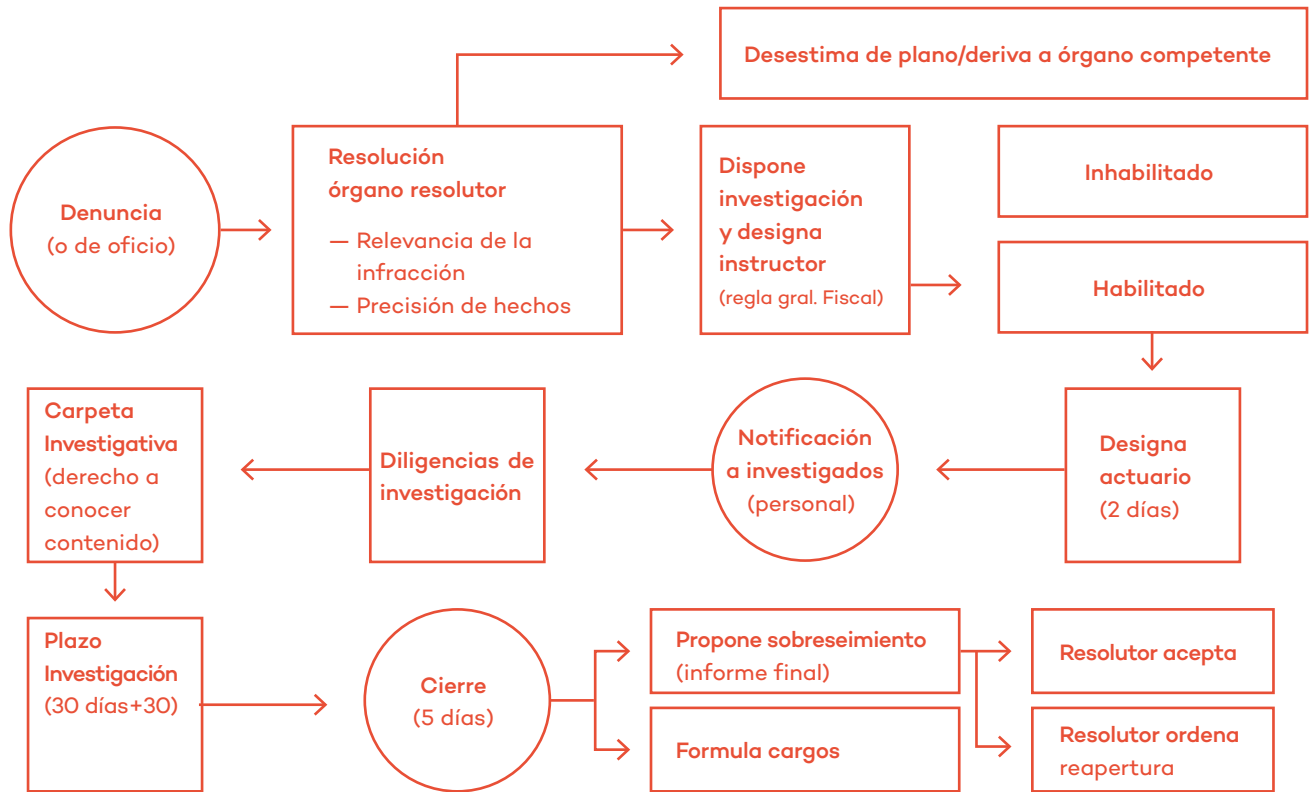 Desestima de plano/deriva a órgano competente
Denuncia
(o de oficio)
Resolución
órgano resolutor
— Relevancia de la
infracción
— Precisión de hechos
Dispone
investigación
y designa
instructor
(regla gral. Fiscal)
Inhabilitado
Habilitado
Designa
actuario
(2 días)
Notificación
a investigados
(personal)
Diligencias de
investigación
Carpeta
Investigativa
(derecho a
conocer
contenido)
Plazo
Investigación
(30 días+30)
Cierre
(5 días)
Propone sobreseimiento
(informe final)
Formula cargos
Resolutor acepta
Resolutor ordena
reapertura